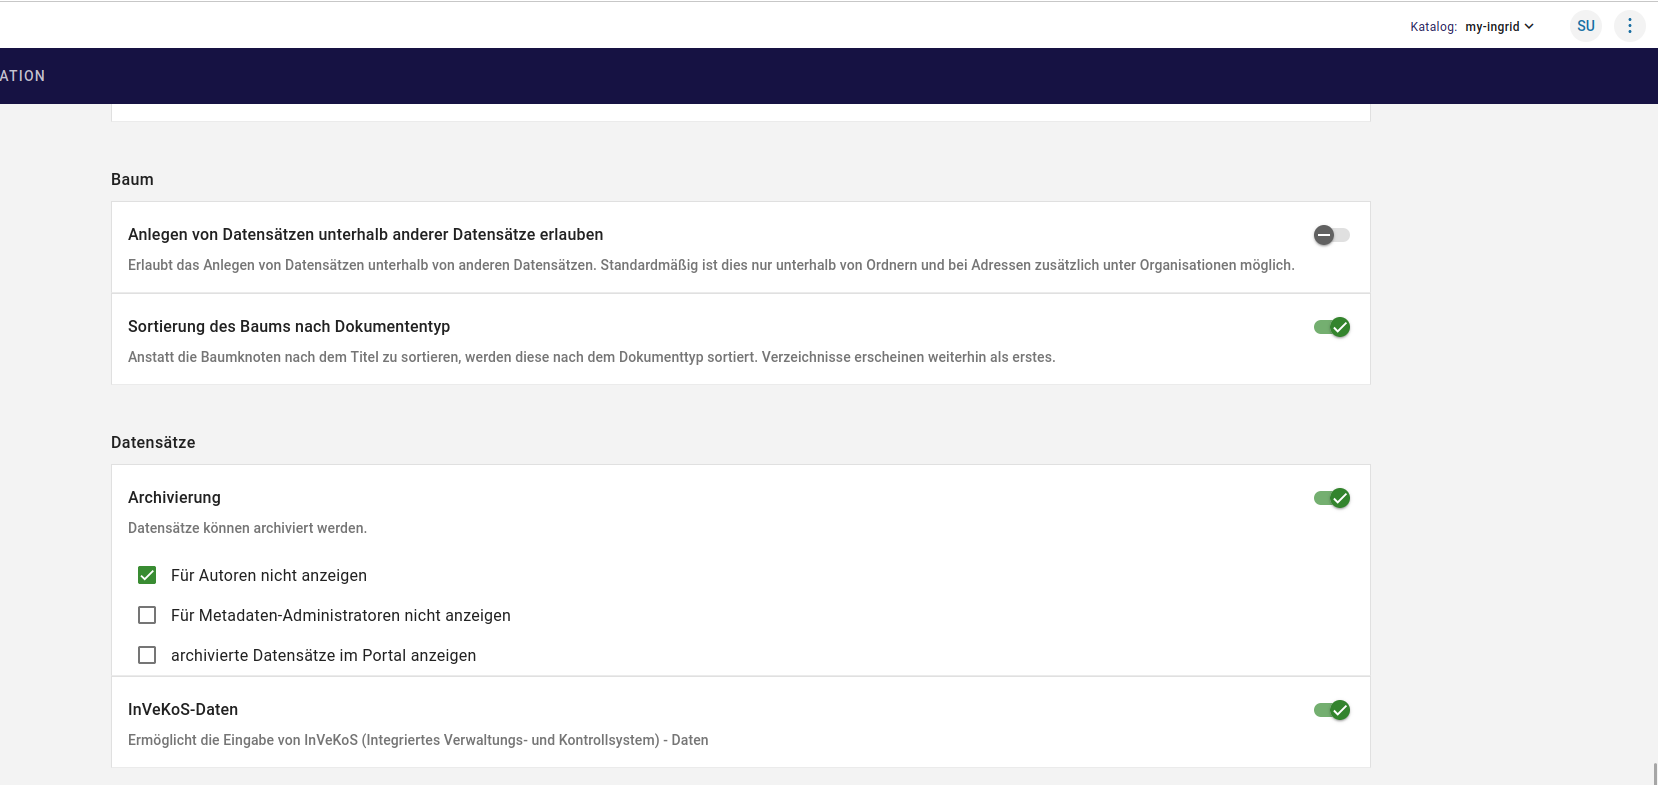 Katalog: my-ingrid
SU
ATION
Baum
Anlegen von Datensätzen unterhalb anderer Datensätze erlauben
Erlaubt das Anlegen von Datensätzen unterhalb von anderen Datensätzen. Standardmäßig ist dies nur unterhalb von Ordnern und bei Adressen zusätzlich unter Organisationen möglich.
Sortierung des Baums nach Dokumententyp
Anstatt die Baumknoten nach dem Titel zu sortieren, werden diese nach dem Dokumenttyp sortiert. Verzeichnisse erscheinen weiterhin als erstes.
Datensätze
Archivierung
Datensätze können archiviert werden.
Für Autoren nicht anzeigen
Für Metadaten-Administratoren nicht anzeigen
archivierte Datensätze im Portal anzeigen
InVeKoS-Daten
Ermöglicht die Eingabe von InVeKoS (Integriertes Verwaltungs- und Kontrollsystem) - Daten